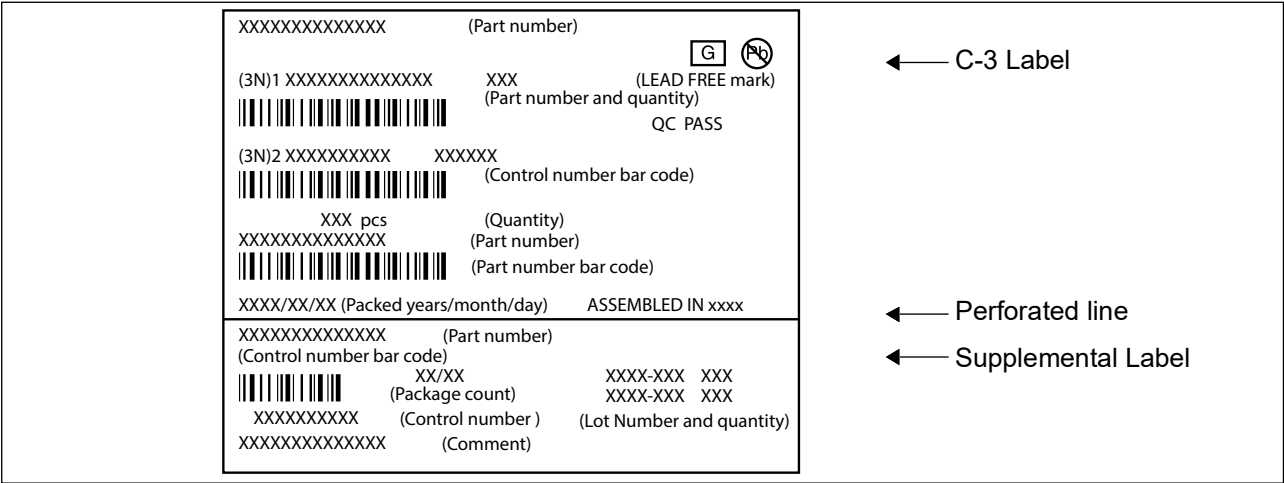 XXXXXXXXXXXXXX (Part number)
G Pb
C-3 Label
(3N)1 XXXXXXXXXXXXXX XXX (LEAD FREE mark)
(Part number and quantity)
QC PASS
(3N)2 XXXXXXXXXX XXXXXX
(Control number bar code)
XXX pcs (Quantity)
XXXXXXXXXXXXXX (Part number)
(Part number bar code)
XXXX/XX/XX (Packed years/month/day) ASSEMBLED IN xxxx
Perforated line
XXXXXXXXXXXXXX (Part number)
(Control number bar code)
Supplemental Label
XX/XX XXXX-XXX XXX
(Package count) XXXX-XXX XXX
XXXXXXXXXX (Control number ) (Lot Number and quantity)
XXXXXXXXXXXXXX (Comment)